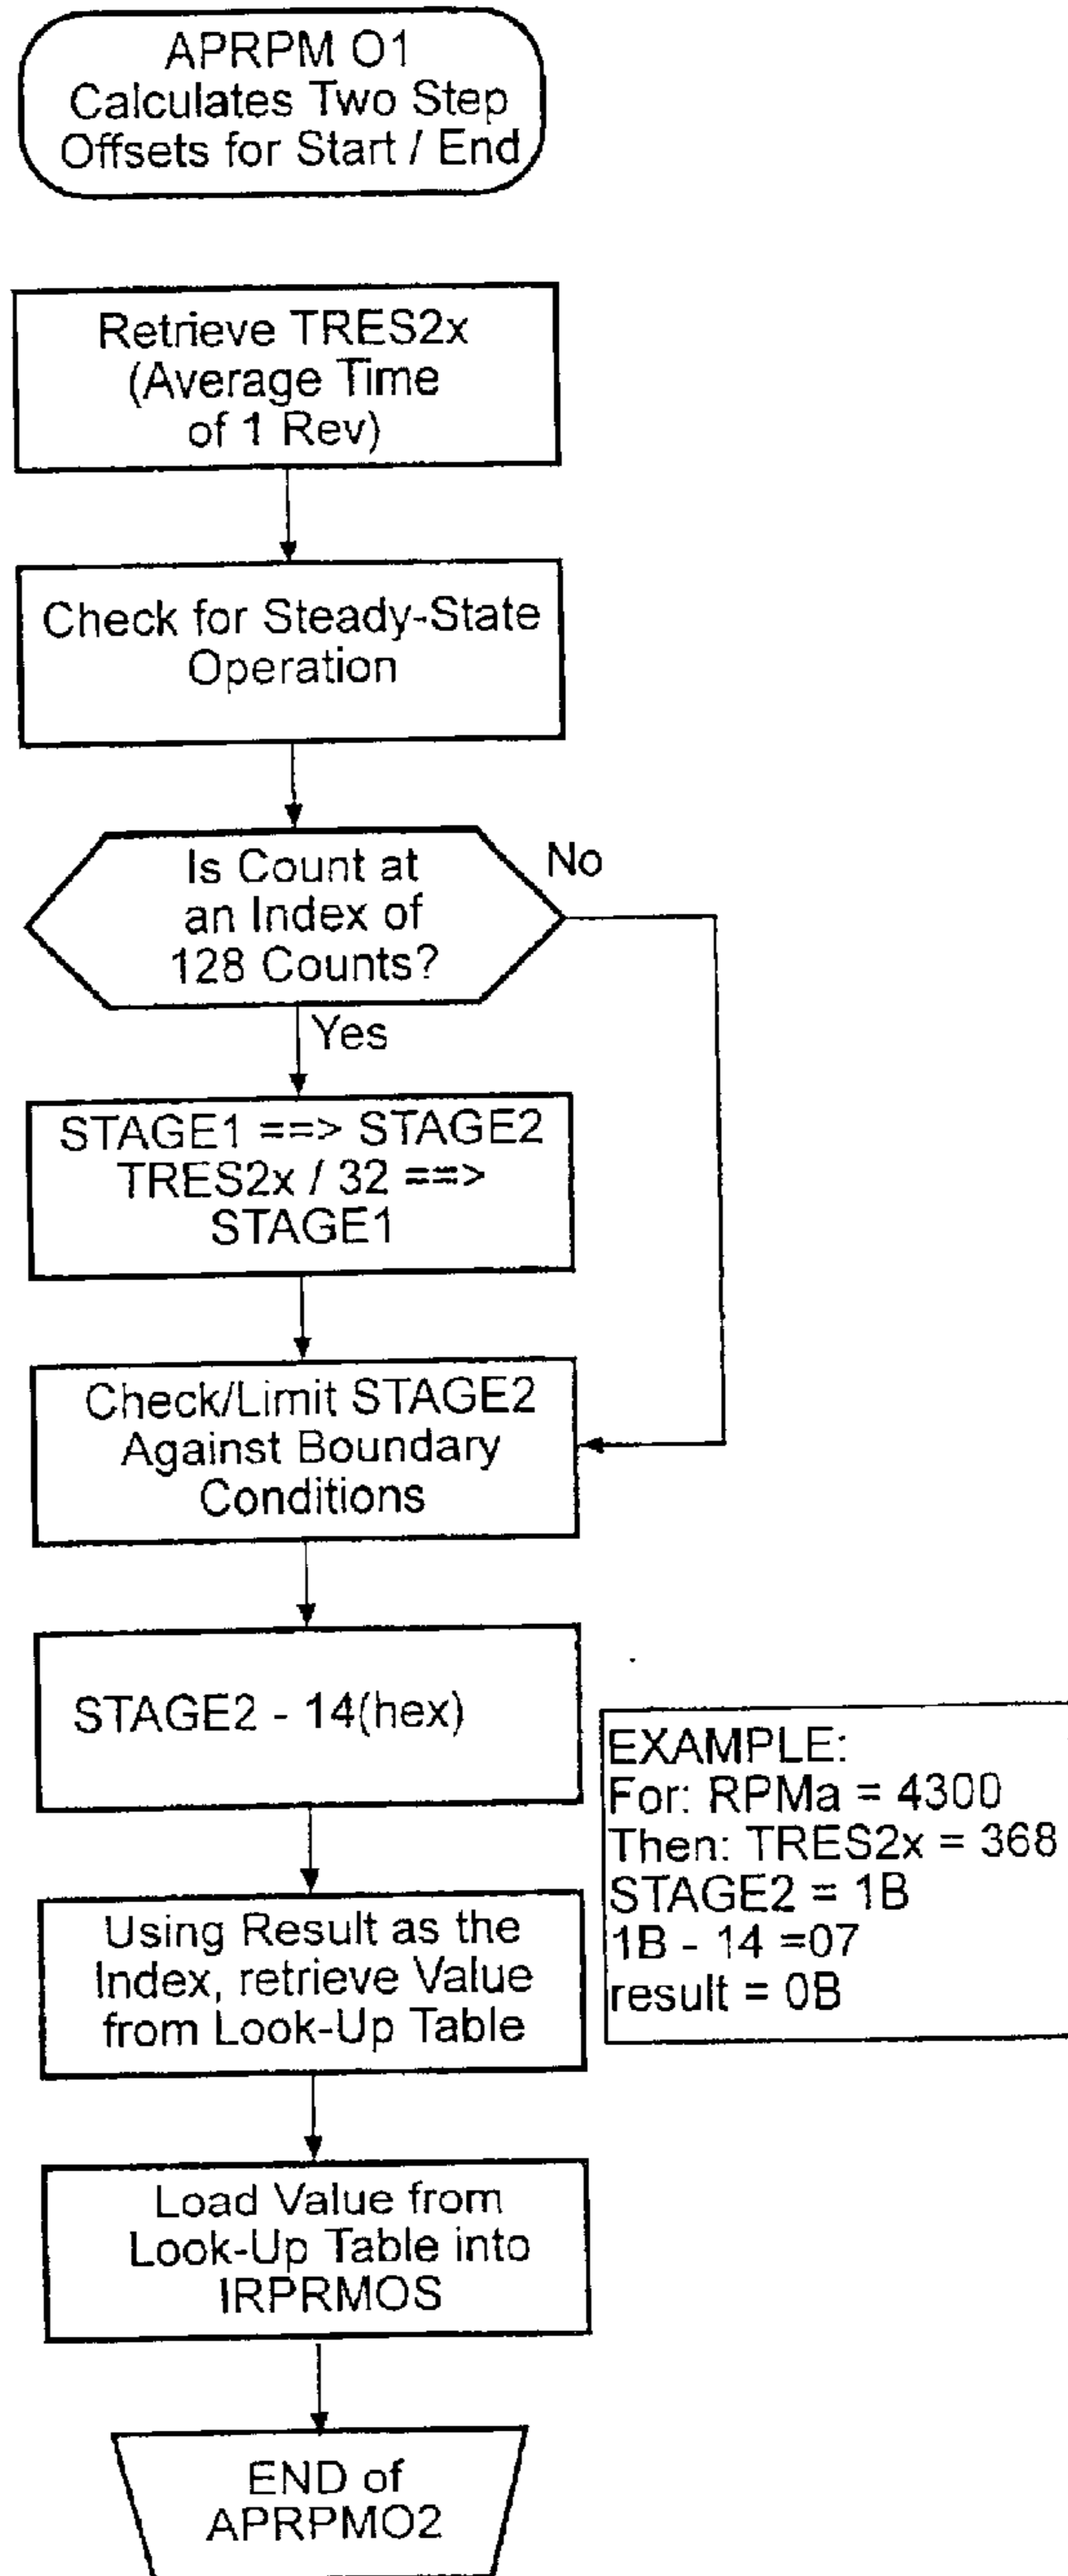 APRPM O1
Calculates Two Step
Offsets for Start / End
Retrieve TRES2x
(Average Time
of 1 Rev)
Check for Steady-State
Operation
Is Count at
an Index of
128 Counts?
No
Yes
STAGE1 ==> STAGE2
TRES2x / 32 ==>
STAGE1
Check/Limit STAGE2
Against Boundary
Conditions
STAGE2 - 14(hex)
EXAMPLE:
For: RPMa = 4300
Then: TRES2x = 368
STAGE2 = 1B
1B - 14 =07
result = 0B
Using Result as the
Index, retrieve Value
from Look-Up Table
Load Value from
Look-Up Table into
IRPRMOS
END of
APRPMO2